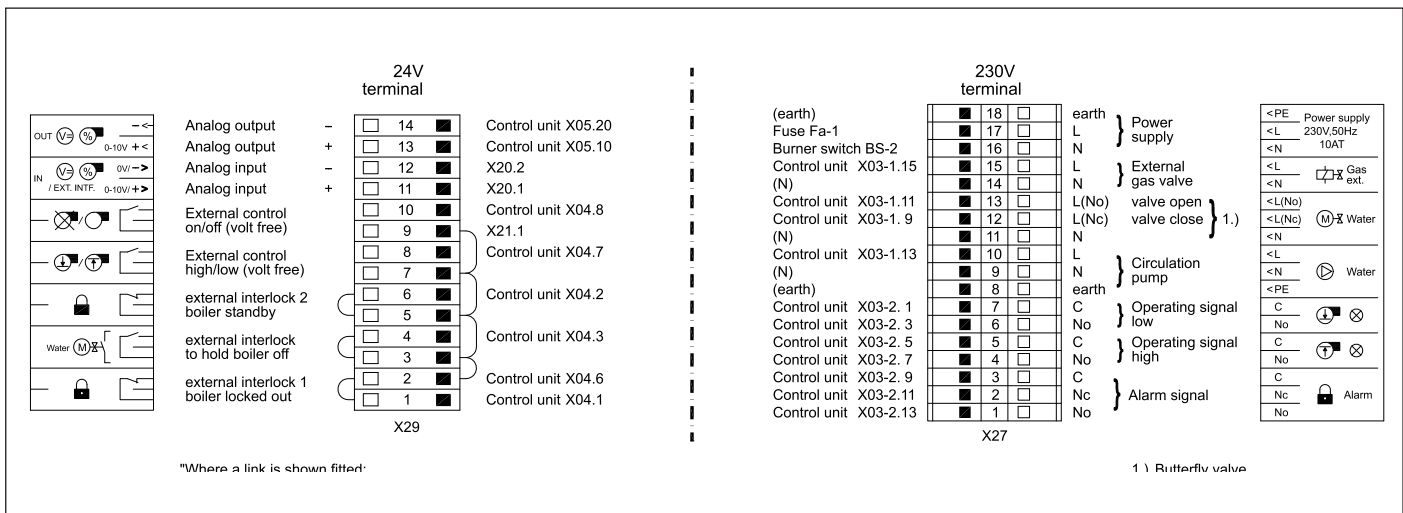 24V
terminal
OUT V= % – <
0-10V + <
IN V= % 0V/ – >
/ EXT. INTF. 0-10V/ + >
/
/
Water M
Analog output – 14 Control unit X05.20
Analog output + 13 Control unit X05.10
Analog input – 12 X20.2
Analog input + 11 X20.1
External control 10 Control unit X04.8
on/off (volt free) 9 X21.1
External control 8 Control unit X04.7
high/low (volt free) 7
external interlock 2 6 Control unit X04.2
boiler standby 5
external interlock 4 Control unit X04.3
to hold boiler off 3
external interlock 1 2 Control unit X04.6
boiler locked out 1 Control unit X04.1
X29
"Where a link is shown fitted:
230V
terminal
(earth) 18 earth
Fuse Fa-1 17 L
Burner switch BS-2 16 N
Control unit X03-1.15 15 L
(N) 14 N
Control unit X03-1.11 13 L(No) valve open
Control unit X03-1. 9 12 L(Nc) valve close
(N) 11 N
Control unit X03-1.13 10 L
(N) 9 N
(earth) 8 earth
Control unit X03-2. 1 7 C
Control unit X03-2. 3 6 No
Control unit X03-2. 5 5 C
Control unit X03-2. 7 4 No
Control unit X03-2. 9 3 C
Control unit X03-2.11 2 Nc
Control unit X03-2.13 1 No
X27
} Power
supply
} External
gas valve
} 1.)
} Circulation
pump
} Operating signal
low
} Operating signal
high
} Alarm signal
<PE
<L
<N
Power supply
230V,50Hz
10AT
<L
<N
Gas
ext.
<L(No)
<L(Nc) M Water
<N
<L
<N Water
<PE
C
No
C
No
C
Nc Alarm
No
1.) Butterfly valve